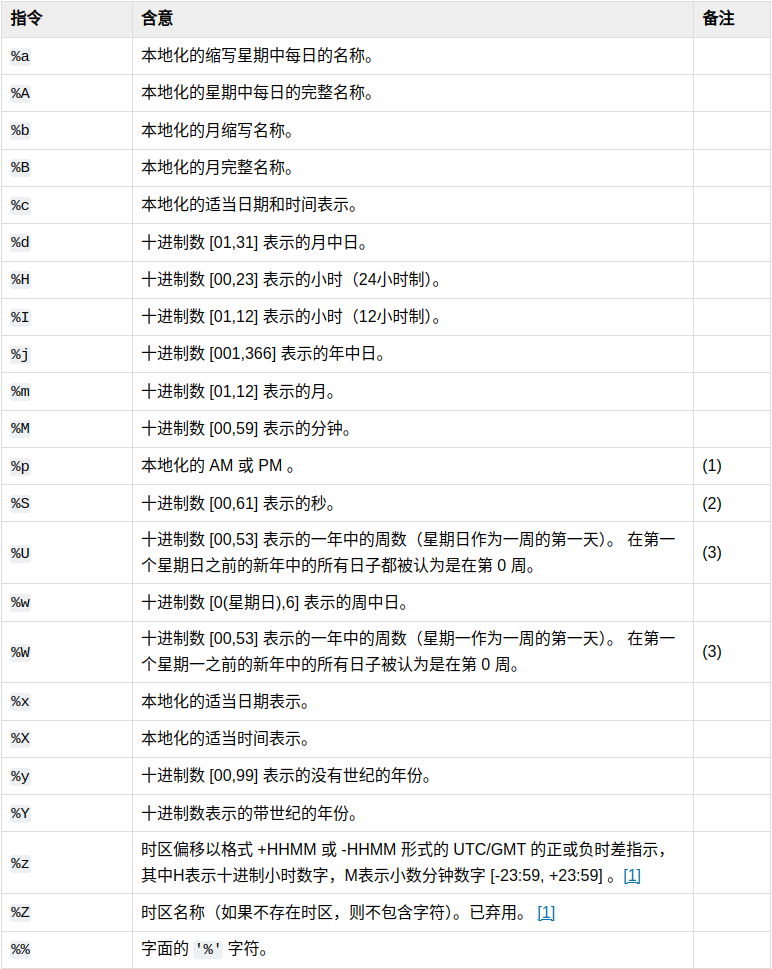 指令 含意 备注
%a 本地化的缩写星期中每日的名称。
%A 本地化的星期中每日的完整名称。
%b 本地化的月缩写名称。
%B 本地化的月完整名称。
%c 本地化的适当日期和时间表示。
%d 十进制数 [01,31] 表示的月中日。
%H 十进制数 [00,23] 表示的小时（24小时制）。
%I 十进制数 [01,12] 表示的小时（12小时制）。
%j 十进制数 [001,366] 表示的年中日。
%m 十进制数 [01,12] 表示的月。
%M 十进制数 [00,59] 表示的分钟。
%p 本地化的 AM 或 PM 。 (1)
%S 十进制数 [00,61] 表示的秒。 (2)
%U 十进制数 [00,53] 表示的一年中的周数（星期日作为一周的第一天）。 在第一 (3)
个星期日之前的新年中的所有日子都被认为是在第 0 周。
%w 十进制数 [0(星期日),6] 表示的周中日。
%W 十进制数 [00,53] 表示的一年中的周数（星期一作为一周的第一天）。 在第一 (3)
个星期一之前的新年中的所有日子被认为是在第 0 周。
%x 本地化的适当日期表示。
%X 本地化的适当时间表示。
%y 十进制数 [00,99] 表示的没有世纪的年份。
%Y 十进制数表示的带世纪的年份。
%z 时区偏移以格式 +HHMM 或 -HHMM 形式的 UTC/GMT 的正或负时差指示，
其中H表示十进制小时数字，M表示小数分钟数字 [-23:59, +23:59] 。[1]
%Z 时区名称（如果不存在时区，则不包含字符）。已弃用。 [1]
%% 字面的 '%' 字符。